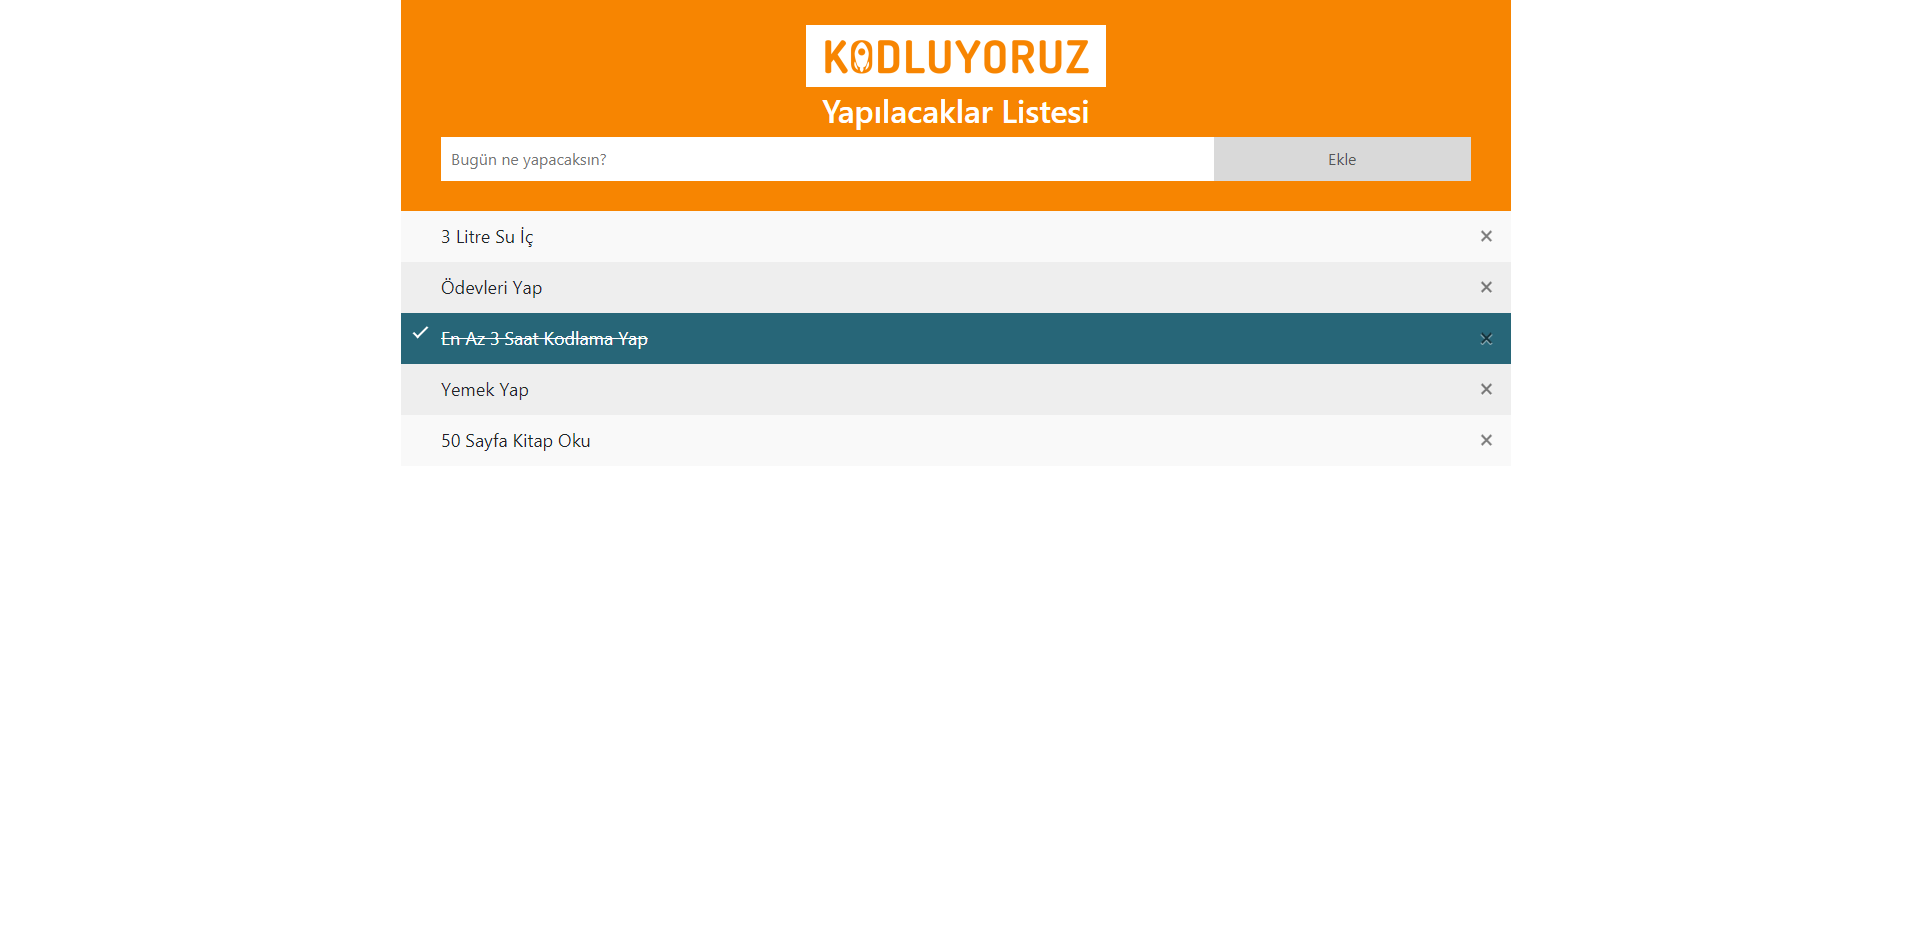 KODLUYORUZ
Yapılacaklar Listesi
Bugün ne yapacaksın?
Ekle
3 Litre Su İç
Ödevleri Yap
En Az 3 Saat Kodlama Yap
Yemek Yap
50 Sayfa Kitap Oku